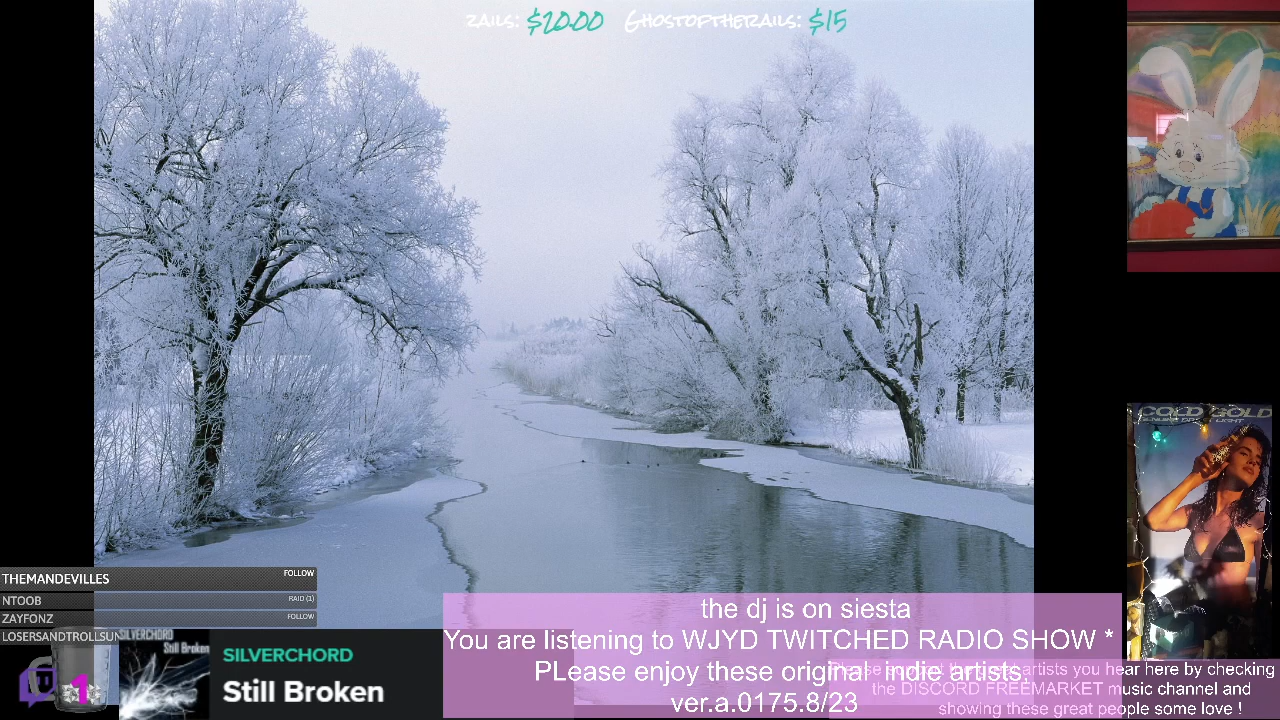 zails: $20.00 Ghostoftherails: $15
COLD GOLD
THEMANDEVILLES FOLLOW
NTOOB RAID (1)
ZAYFONZ FOLLOW
LOSERSANDTROLLSUN
SILVERCHORD
Still Broken
1
SILVERCHORD
Still Broken
the dj is on siesta
You are listening to WJYD TWITCHED RADIO SHOW *
PLease enjoy these original indie artists,
ver.a.0175.8/23
artists you hear here by checking
the DISCORD FREEMARKET music channel and
showing these great people some love !